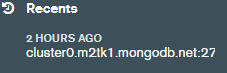 Recents
2 HOURS AGO
cluster0.m2tk1.mongodb.net:27